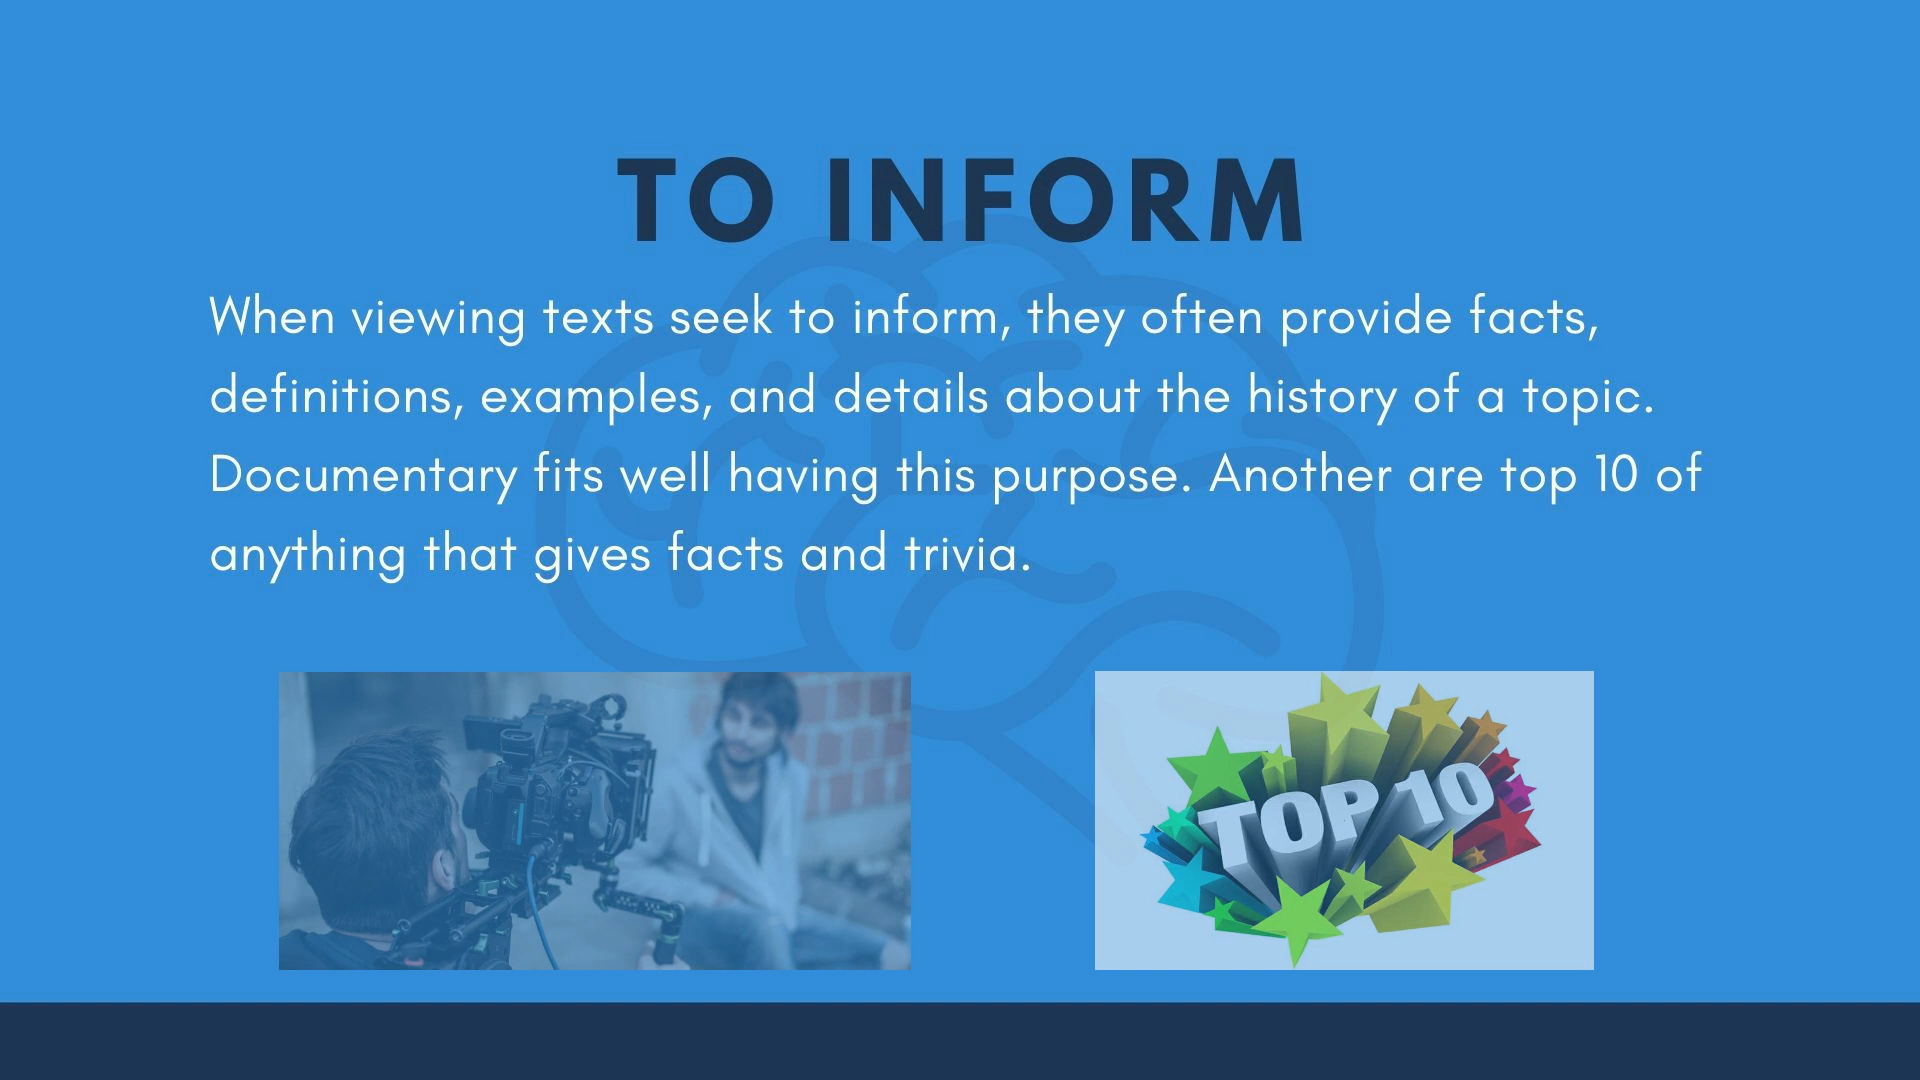 TO INFORM
When viewing texts seek to inform, they often provide facts,
definitions, examples, and details about the history of a topic.
Documentary fits well having this purpose. Another are top 10 of
anything that gives facts and trivia.
TOP 10